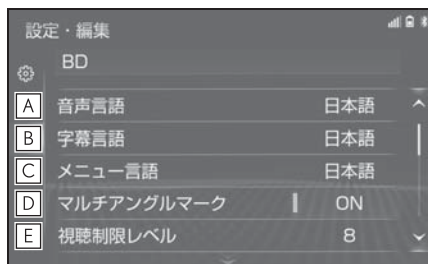 設定・編集
BD
A 音声言語 日本語
B 字幕言語 日本語
C メニュー言語 日本語
D マルチアングルマーク ON
E 視聴制限レベル 8